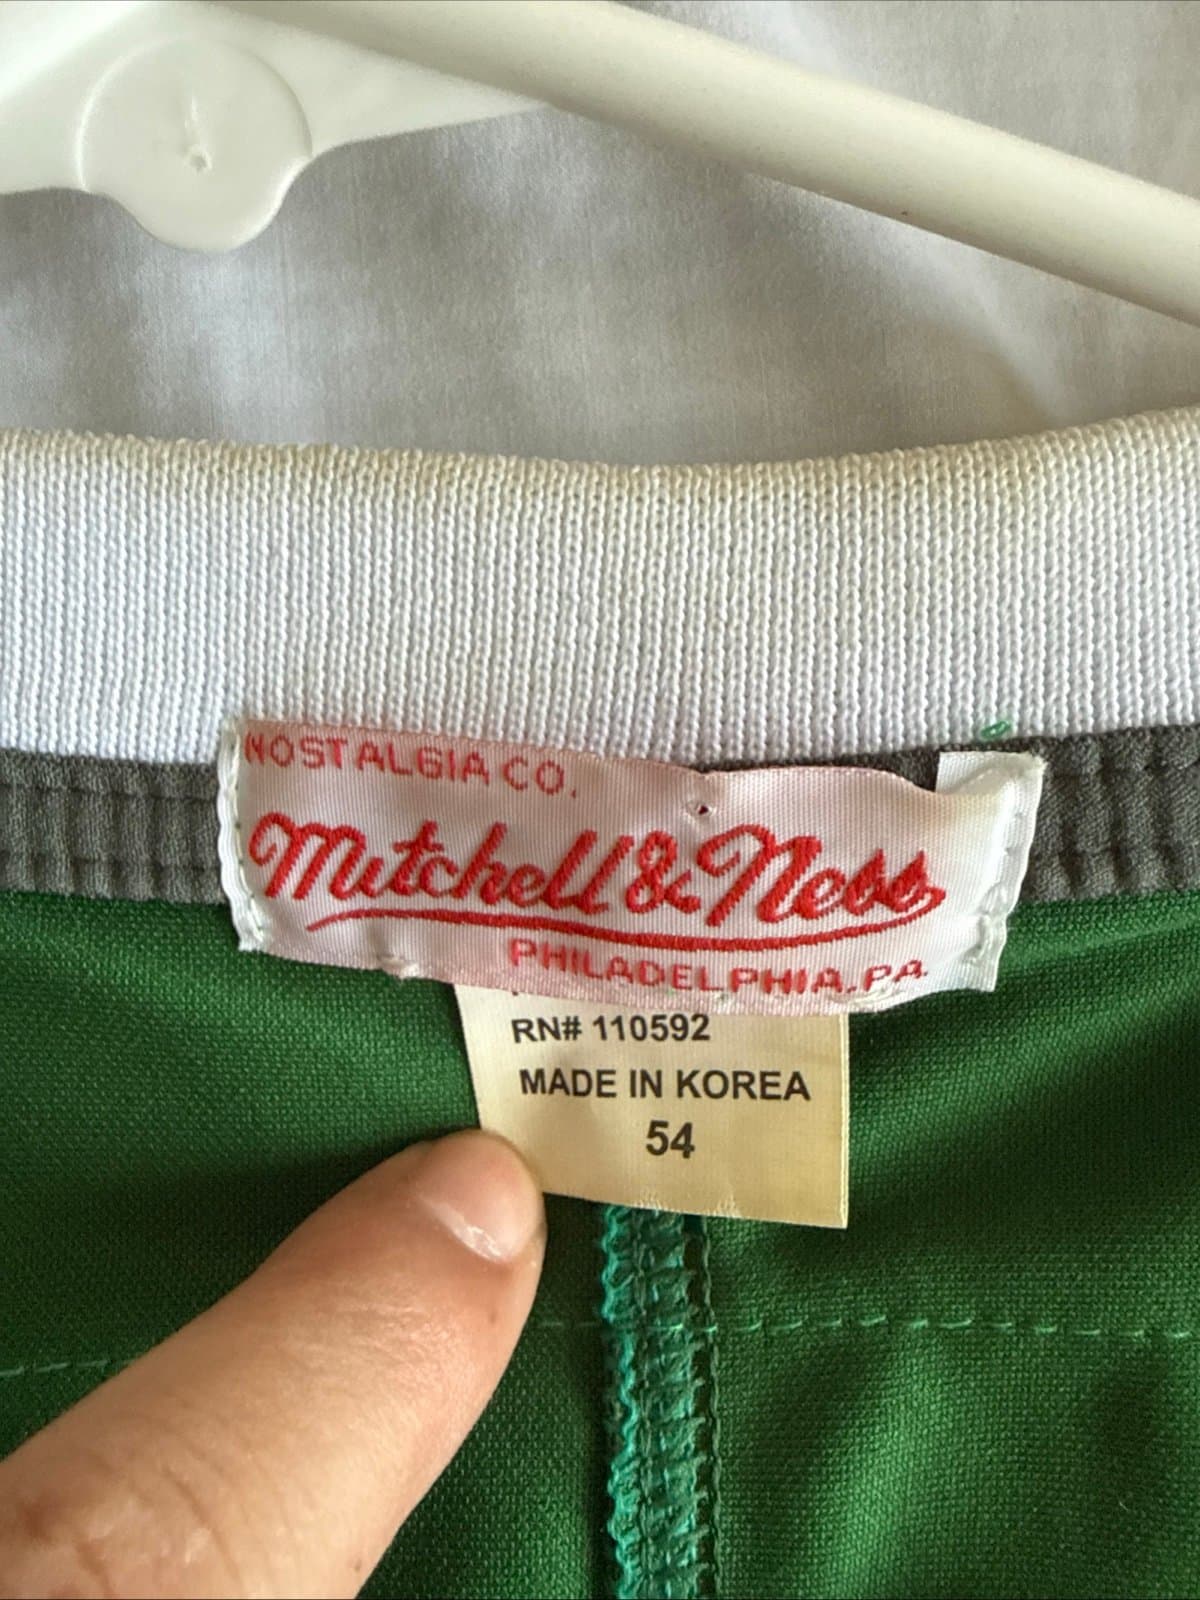 NOSTALGIA CO.
Mitchell & Ness
PHILADELPHIA, PA.
RN# 110592
MADE IN KOREA
54